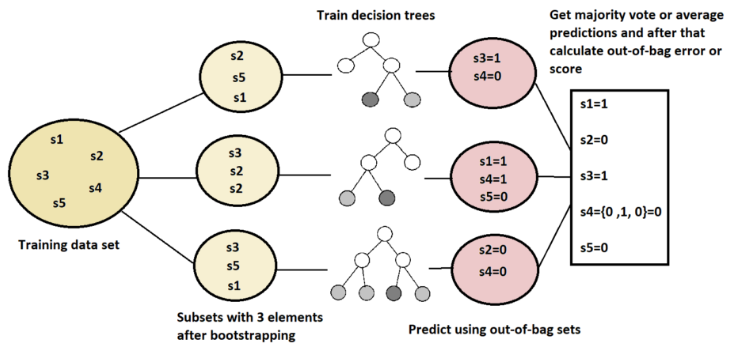 Train decision trees
Get majority vote or average
predictions and after that
calculate out-of-bag error or
score
s1
s2
s3
s4
s5
Training data set
s2
s5
s1
s3
s2
s2
s3
s5
s1
Subsets with 3 elements
after bootstrapping
s3=1
s4=0
s1=1
s4=1
s5=0
s2=0
s4=0
Predict using out-of-bag sets
s1=1
s2=0
s3=1
s4={0 ,1, 0}=0
s5=0